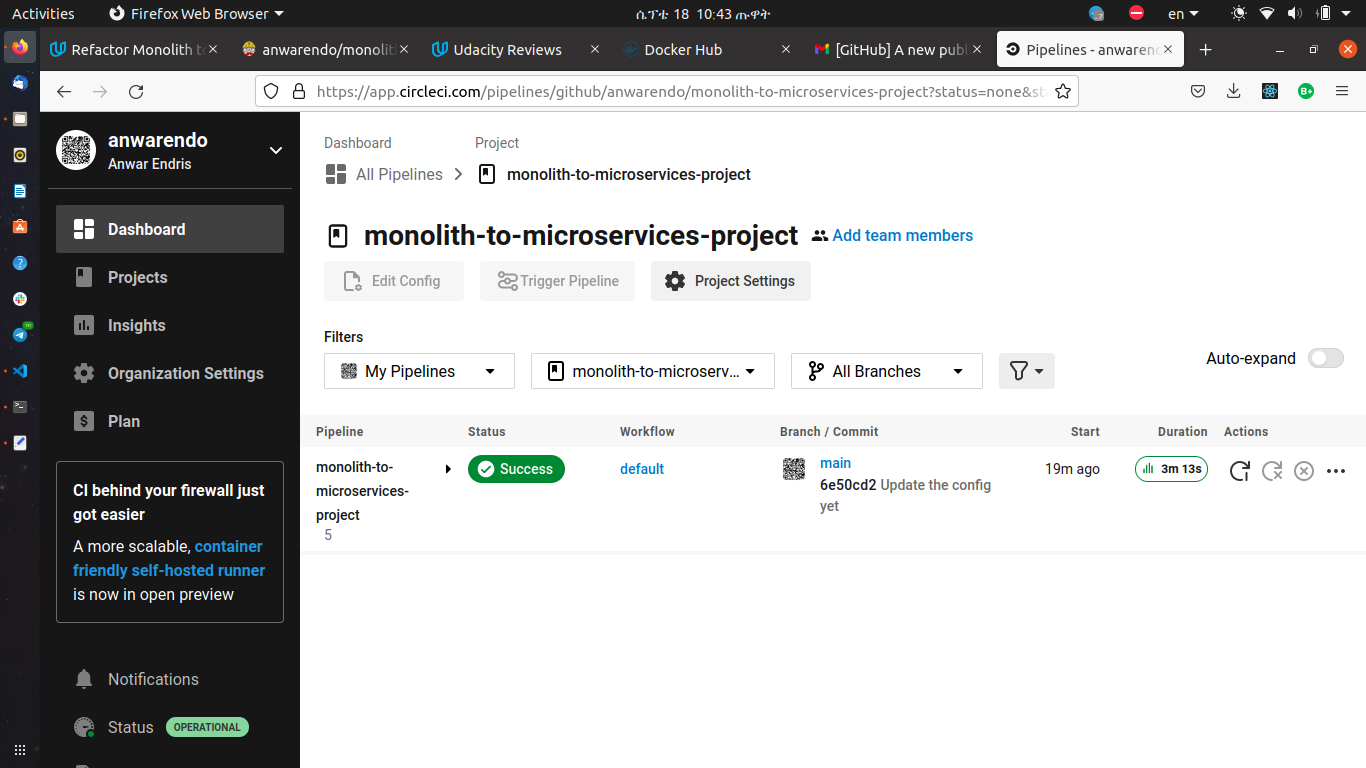 Activities
Firefox Web Browser
ሴፕቴ 18 10:43 ጡዋት
en
Refactor Monolith to
anwarendo/monolit
Udacity Reviews
Docker Hub
[GitHub] A new publ
Pipelines - anwarend
https://app.circleci.com/pipelines/github/anwarendo/monolith-to-microservices-project?status=none&st
B+
anwarendo
Anwar Endris
Dashboard
Projects
Insights
Organization Settings
Plan
CI behind your firewall just
got easier
A more scalable, container
friendly self-hosted runner
is now in open preview
Notifications
Status OPERATIONAL
Dashboard
Project
All Pipelines
monolith-to-microservices-project
monolith-to-microservices-project
Add team members
Edit Config
Trigger Pipeline
Project Settings
Filters
My Pipelines
monolith-to-microserv...
All Branches
Auto-expand
Pipeline
Status
Workflow
Branch / Commit
Start
Duration
Actions
monolith-to-
microservices-
project
5
Success
default
main
6e50cd2 Update the config
yet
19m ago
3m 13s